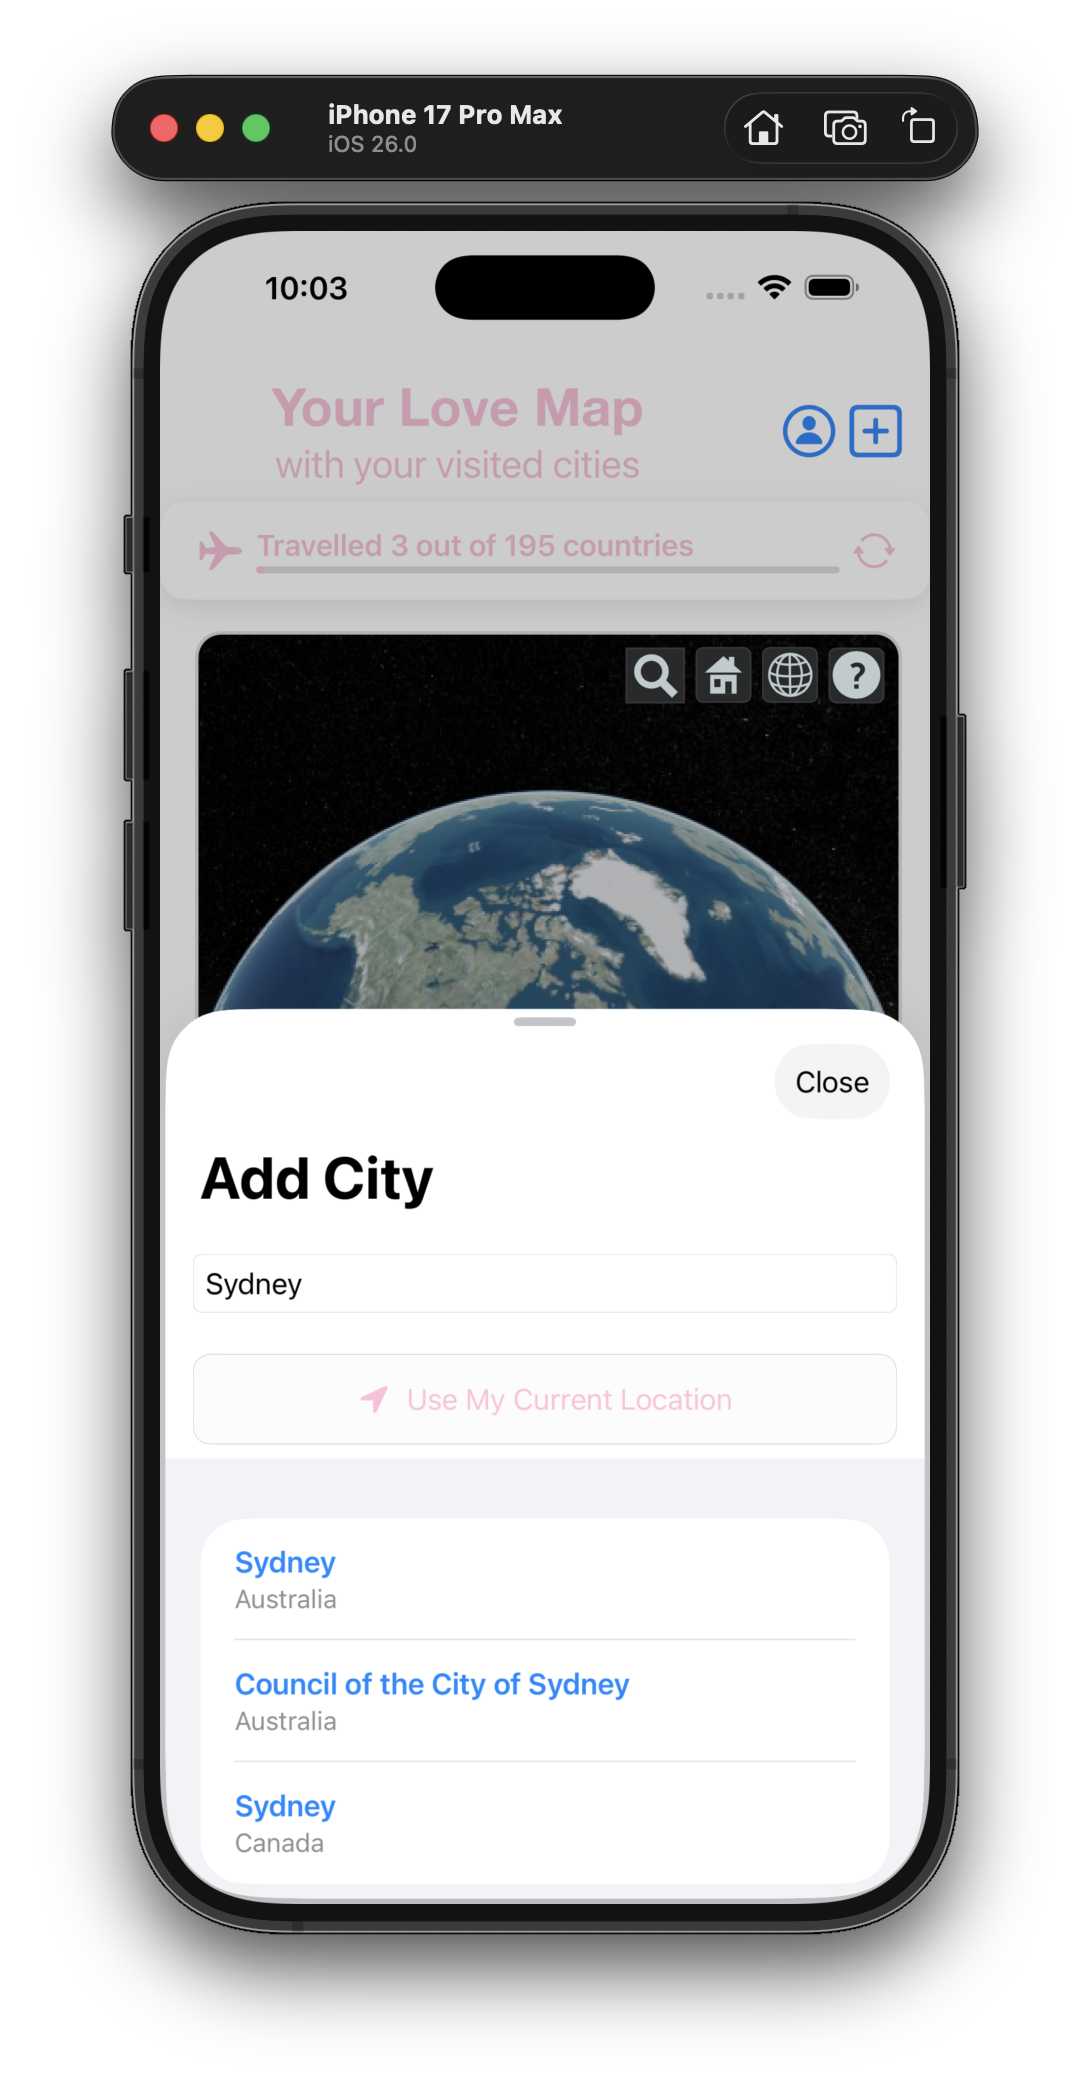 iPhone 17 Pro Max
iOS 26.0
10:03
Your Love Map
with your visited cities
Travelled 3 out of 195 countries
?
Close
Add City
Sydney
Use My Current Location
Sydney
Australia
Council of the City of Sydney
Australia
Sydney
Canada